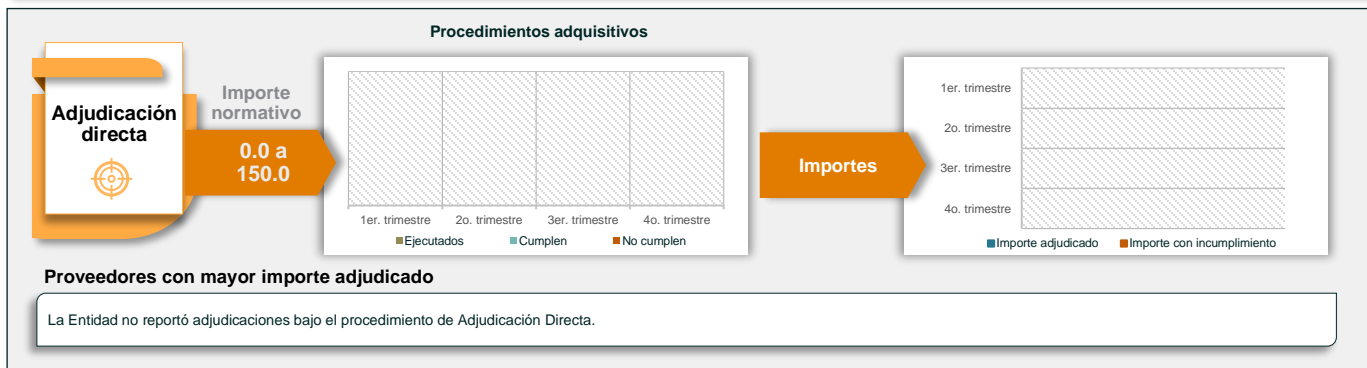 Procedimientos adquisitivos
Adjudicación
directa
Importe
normativo
0.0 a
150.0
1er. trimestre
2o. trimestre
3er. trimestre
4o. trimestre
Ejecutados
Cumplen
No cumplen
Importes
1er. trimestre
2o. trimestre
3er. trimestre
4o. trimestre
Importe adjudicado
Importe con incumplimiento
Proveedores con mayor importe adjudicado
La Entidad no reportó adjudicaciones bajo el procedimiento de Adjudicación Directa.